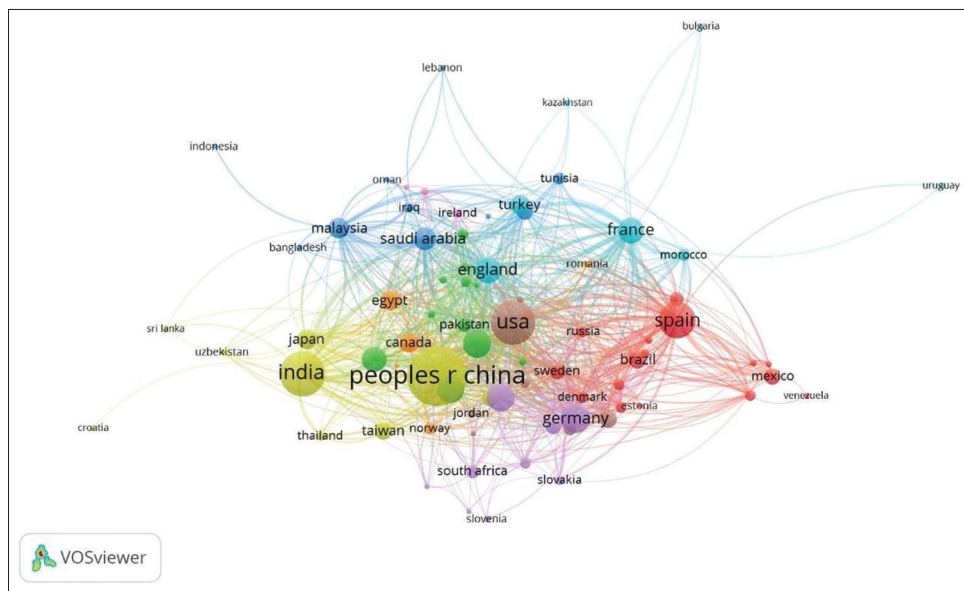 bulgaria
lebanon
kazakhstan
indonesia
oman
tunisia
uruguay
iraq
ireland
turkey
malaysia
saudi arabia
france
bangladesh
morocco
england
romania
egypt
sri lanka
pakistan
usa
spain
japan
canada
russia
uzbekistan
brazil
india
peoples r china
sweden
mexico
denmark
venezuela
estonia
jordan
germany
croatia
thailand
taiwan
norway
south africa
slovakia
slovenia
VOSviewer